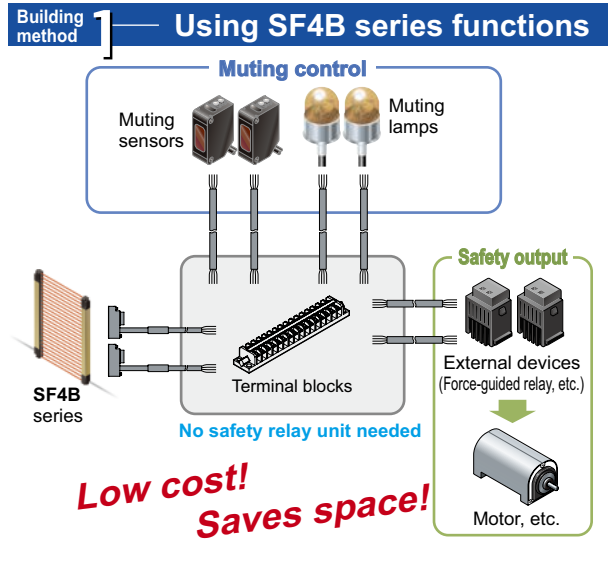 Building
method
1
Using SF4B series functions
Muting control
Muting
sensors
Muting
lamps
Safety output
External devices
(Force-guided relay, etc.)
Terminal blocks
SF4B
series
No safety relay unit needed
Low cost!
Saves space!
Motor, etc.